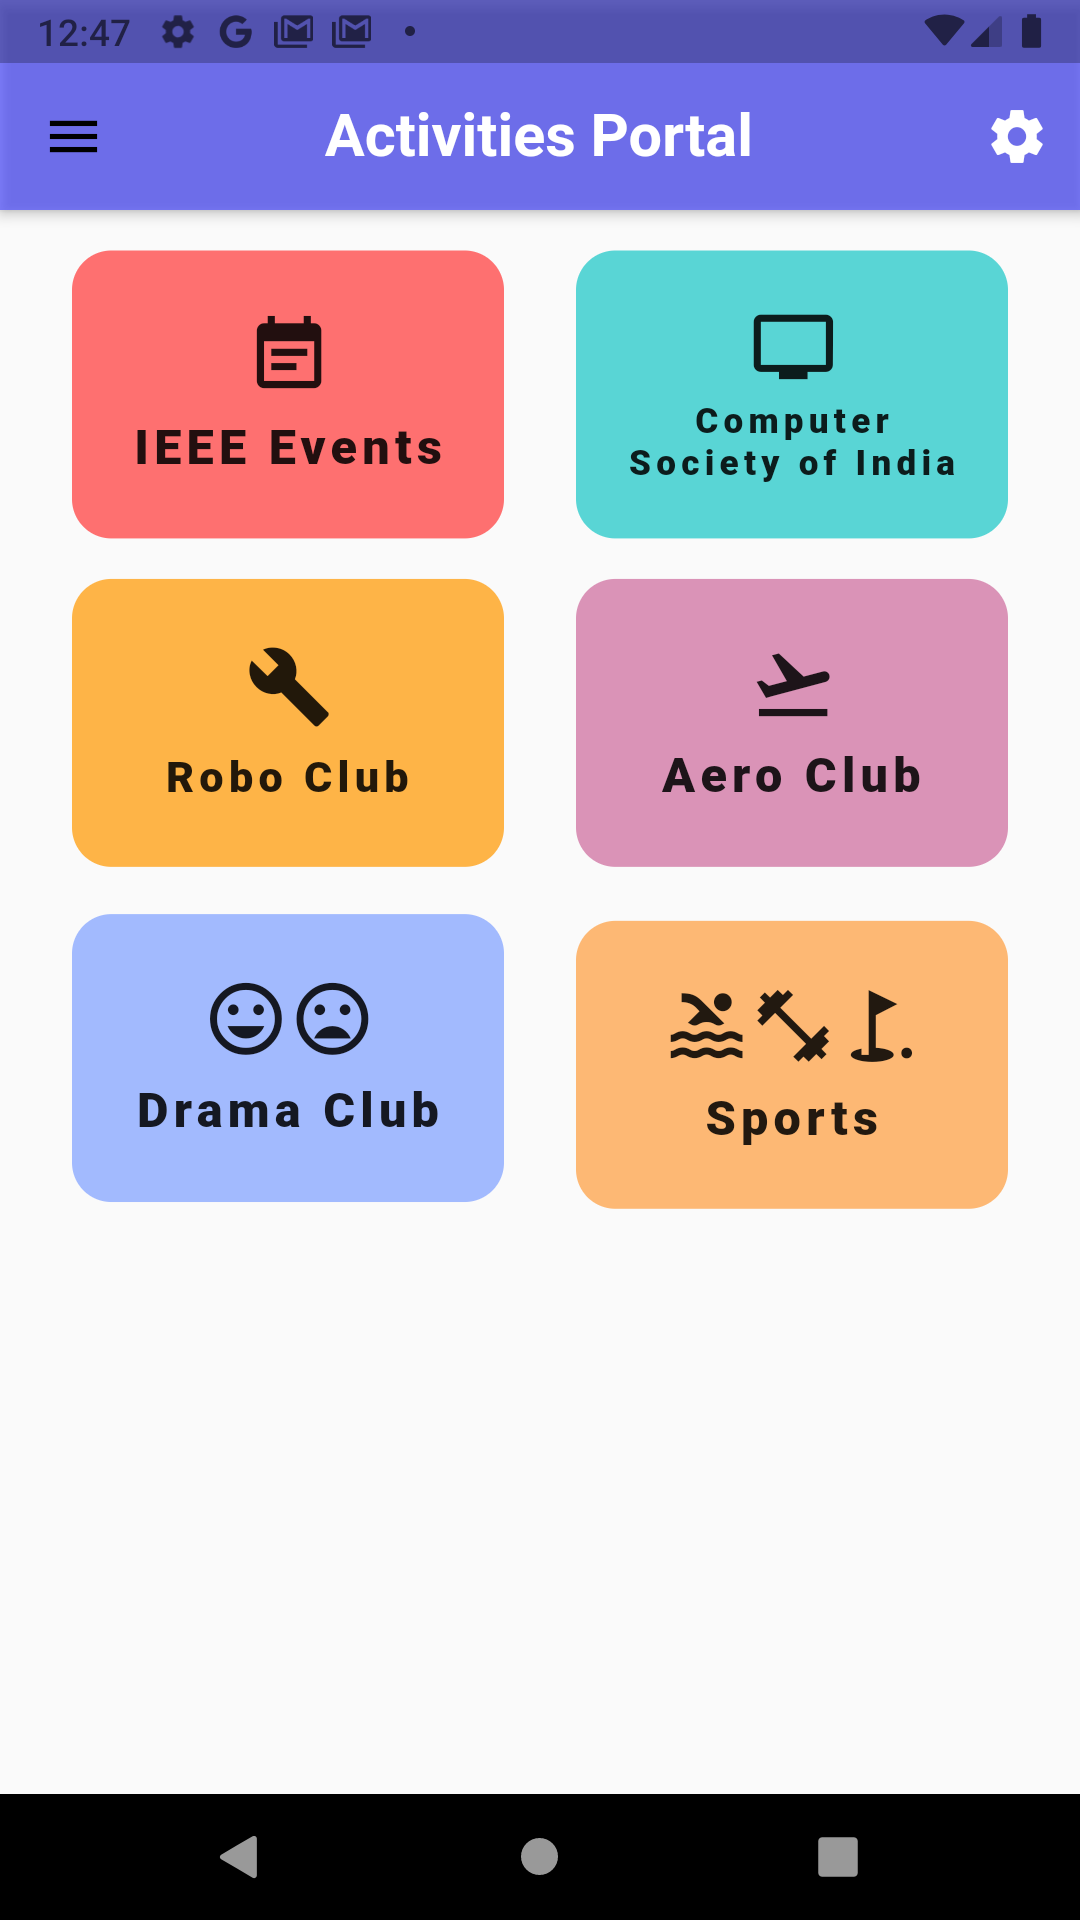 12:47
Activities Portal
IEEE Events
Computer
Society of India
Robo Club
Aero Club
Drama Club
Sports